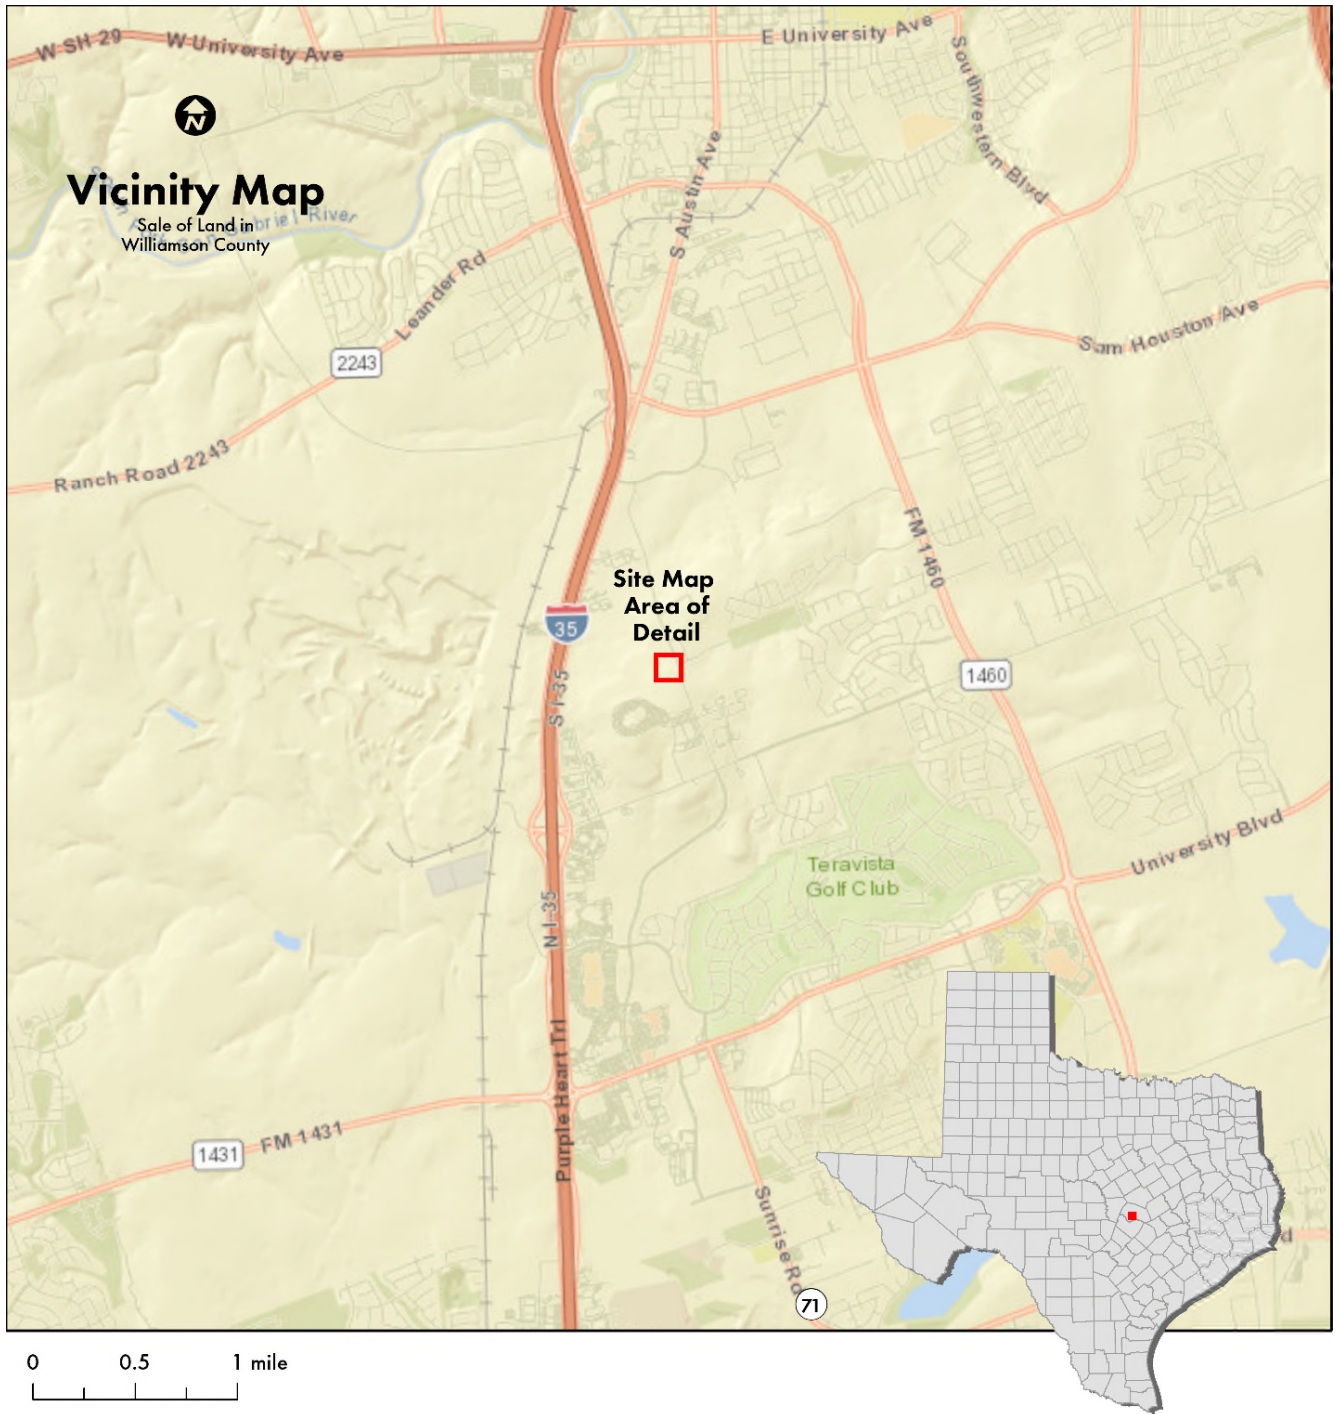 W SH 29
W University Ave
E University Ave
Southwestern Blvd
N
Vicinity Map
Sale of Land in
Williamson County
S Austin Ave
Leander Rd
2243
Sam Houston Ave
Ranch Road 2243
FM 1460
Site Map
Area of
Detail
35
1460
S I-35
University Blvd
Teravista
Golf Club
N I-35
Purple Heart Trl
FM 1431
1431
Sunrise Rd
71
0 0.5 1 mile